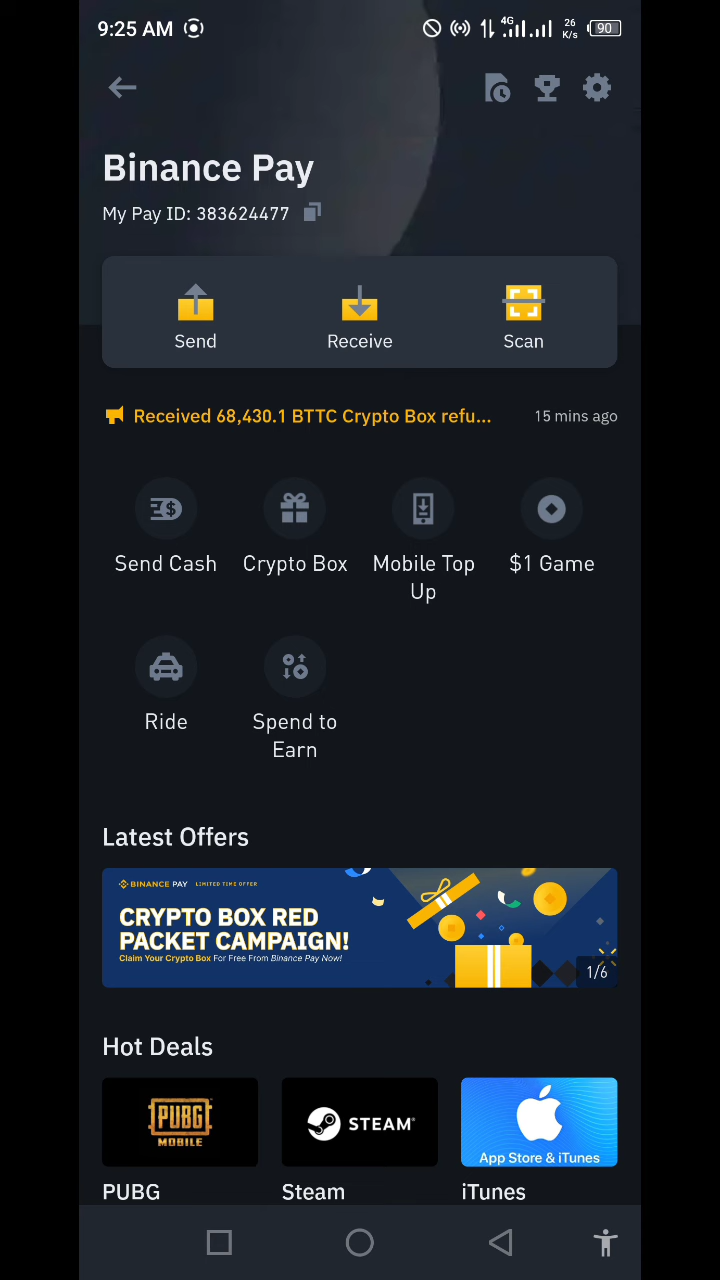 9:25 AM
4G
26
K/s
90
Binance Pay
My Pay ID: 383624477
Send
Receive
Scan
Received 68,430.1 BTTC Crypto Box refu...
15 mins ago
Send Cash
Crypto Box
Mobile Top
Up
$1 Game
Ride
Spend to
Earn
Latest Offers
BINANCE PAY
LIMITED TIME OFFER
CRYPTO BOX RED
PACKET CAMPAIGN!
Claim Your Crypto Box For Free From Binance Pay Now!
1/6
Hot Deals
PUBG
MOBILE
STEAM
App Store & iTunes
PUBG
Steam
iTunes